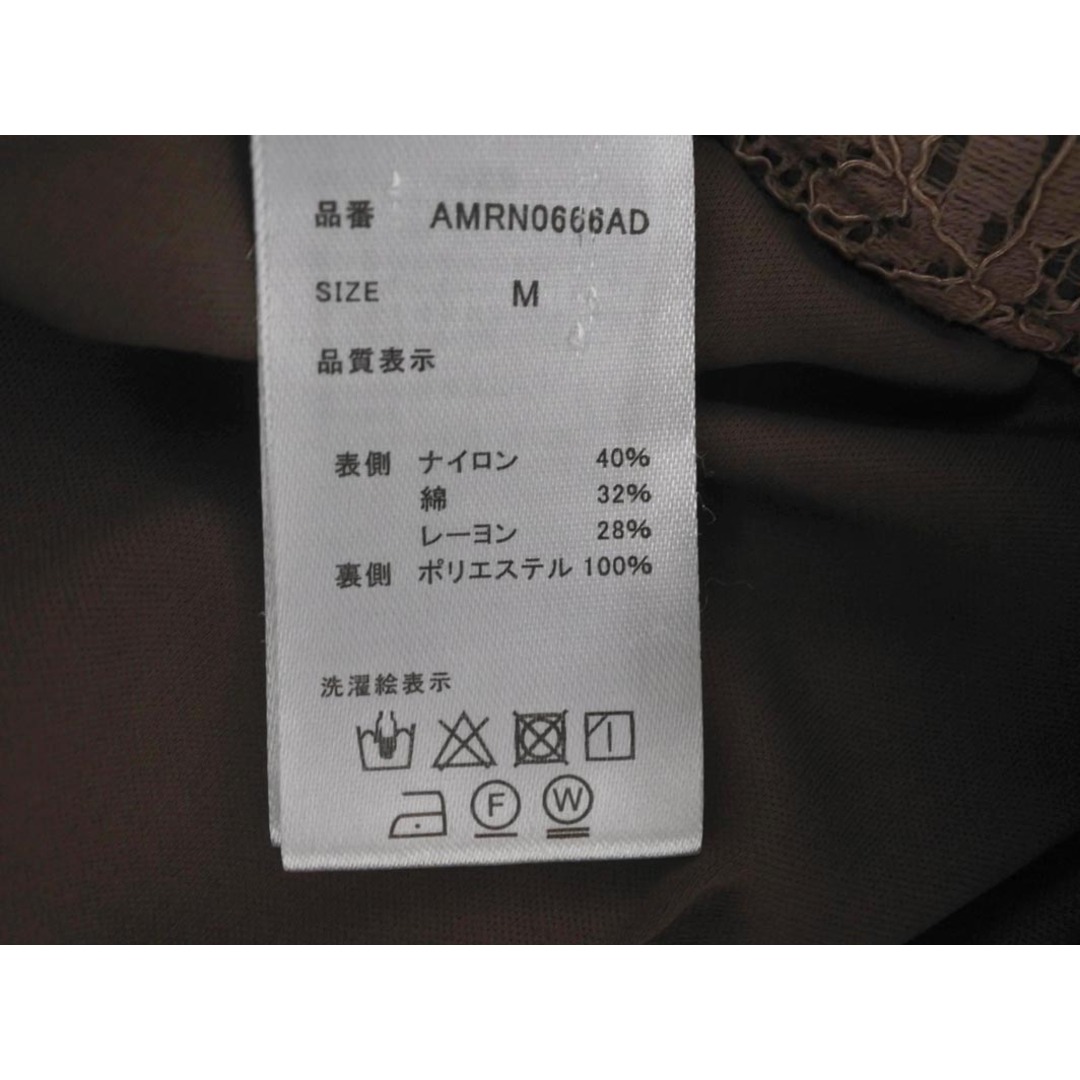 品番 AMRN0666AD
SIZE M
品質表示
表側 ナイロン 40%
綿 32%
レーヨン 28%
裏側 ポリエステル 100%
洗濯絵表示
F W